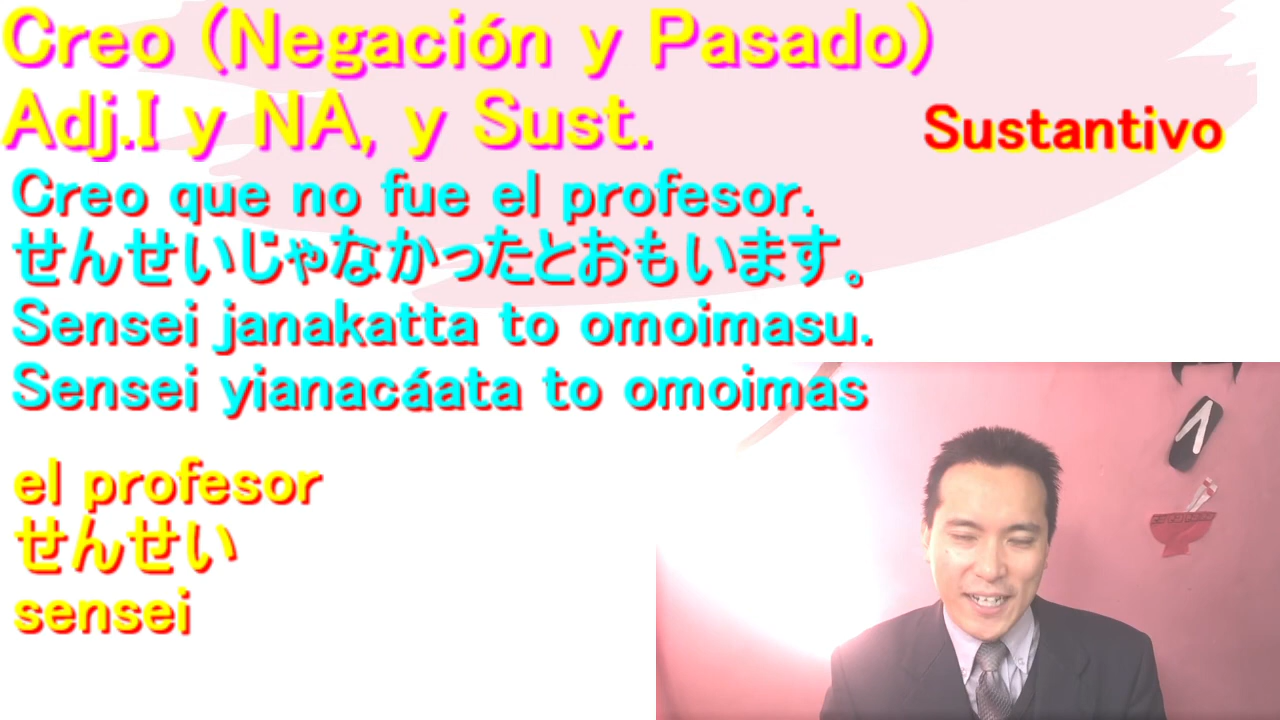 Creo (Negación y Pasado)
Adj.I y NA, y Sust.
Sustantivo
Creo que no fue el profesor.
せんせいじゃなかったとおもいます。
Sensei janakatta to omoimasu.
Sensei yianacáata to omoimas
el profesor
せんせい
sensei